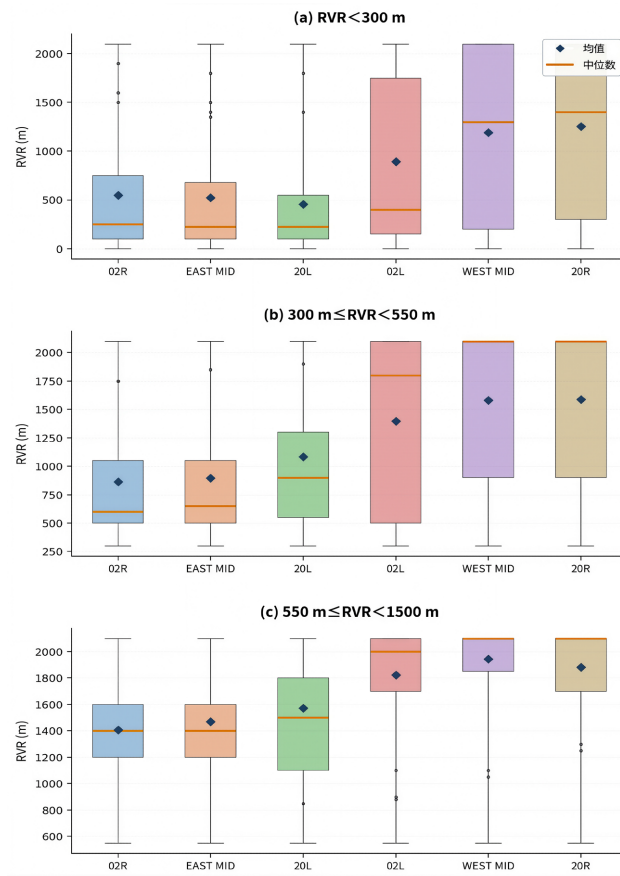 (a) RVR＜300 m
均值
中位数
RVR (m)
2000
1500
1000
500
0
02R EAST MID 20L 02L WEST MID 20R
(b) 300 m≤RVR＜550 m
RVR (m)
2000
1750
1500
1250
1000
750
500
250
02R EAST MID 20L 02L WEST MID 20R
(c) 550 m≤RVR＜1500 m
RVR (m)
2000
1800
1600
1400
1200
1000
800
600
02R EAST MID 20L 02L WEST MID 20R